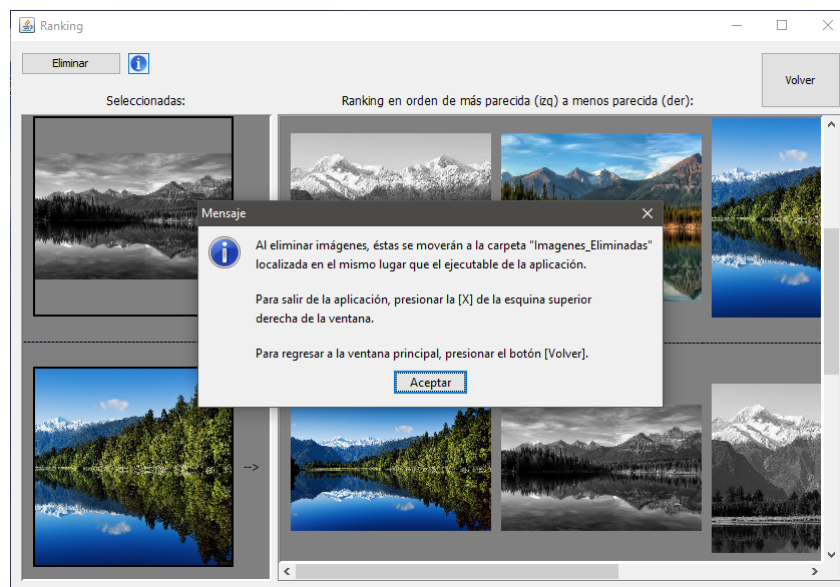 Ranking
Eliminar
Volver
Seleccionadas:
Ranking en orden de más parecida (izq) a menos parecida (der):
Mensaje
Al eliminar imágenes, éstas se moverán a la carpeta "Imagenes_Eliminadas"
localizada en el mismo lugar que el ejecutable de la aplicación.
Para salir de la aplicación, presionar la [X] de la esquina superior
derecha de la ventana.
Para regresar a la ventana principal, presionar el botón [Volver].
Aceptar
-->